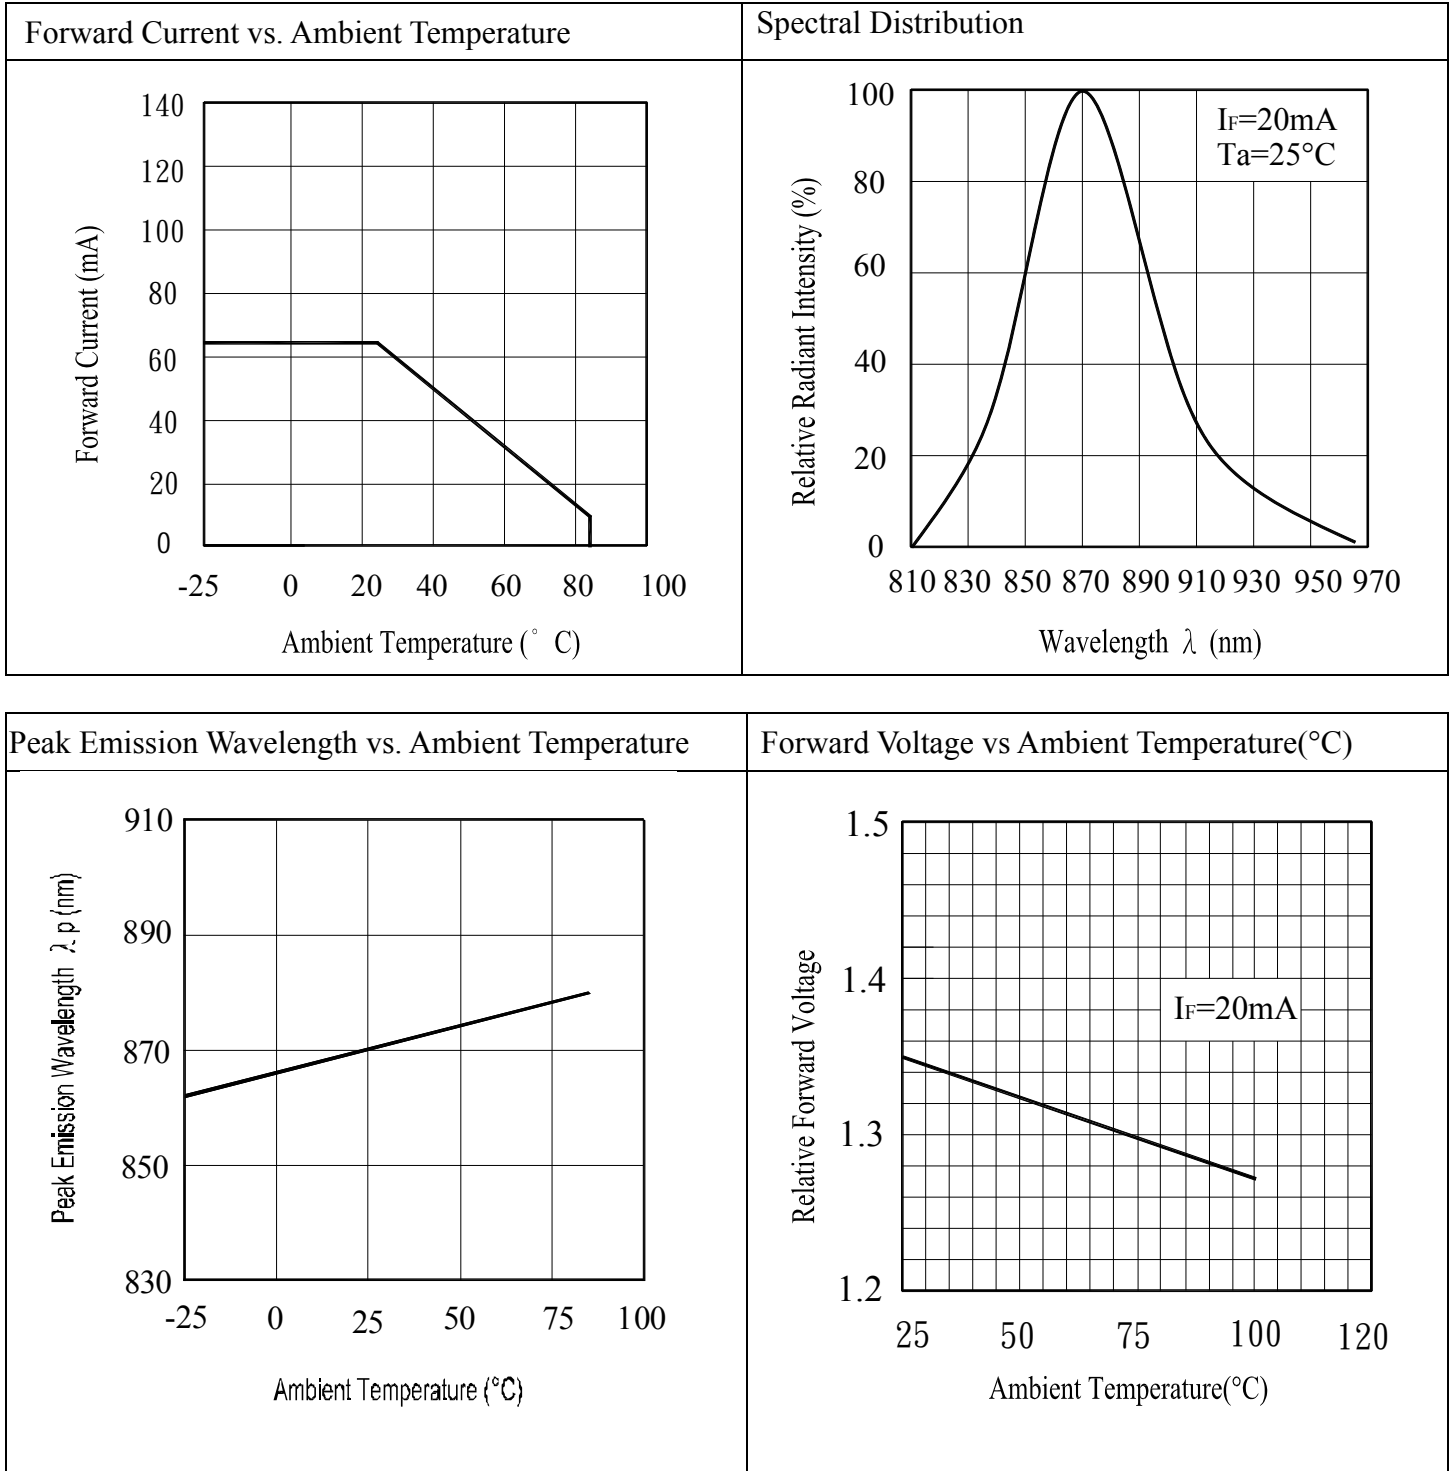 Forward Current vs. Ambient Temperature
140
120
100
80
60
40
20
0
-25 0 20 40 60 80 100
Forward Current (mA)
Ambient Temperature (° C)
Spectral Distribution
IF=20mA
Ta=25°C
100
80
60
40
20
0
810 830 850 870 890 910 930 950 970
Relative Radiant Intensity (%)
Wavelength λ (nm)
Peak Emission Wavelength vs. Ambient Temperature
910
890
870
850
830
-25 0 25 50 75 100
Peak Emission Wavelength λ p (nm)
Ambient Temperature (°C)
Forward Voltage vs Ambient Temperature(°C)
1.5
1.4
1.3
1.2
IF=20mA
25 50 75 100 120
Relative Forward Voltage
Ambient Temperature(°C)